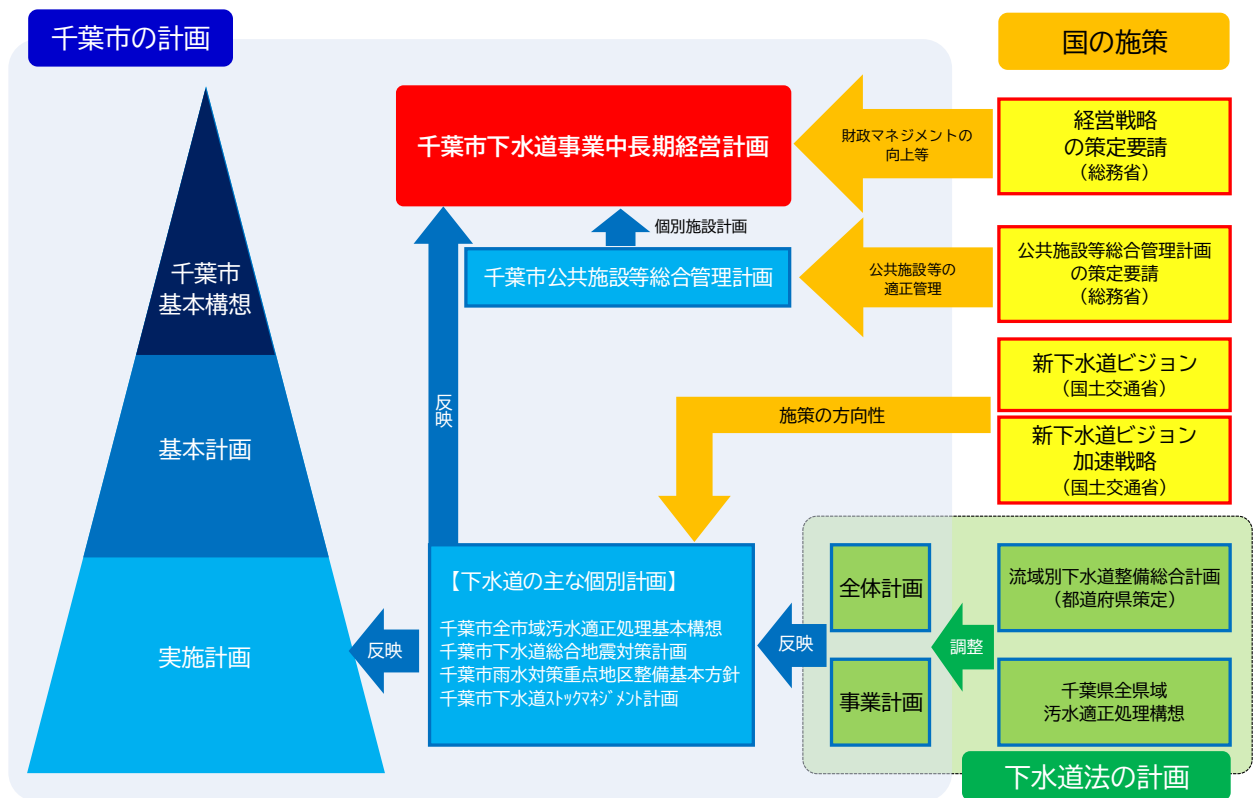 千葉市の計画
国の施策
千葉市
基本構想
基本計画
実施計画
千葉市下水道事業中長期経営計画
財政マネジメントの
向上等
経営戦略
の策定要請
（総務省）
個別施設計画
千葉市公共施設等総合管理計画
公共施設等の
適正管理
公共施設等総合管理計画
の策定要請
（総務省）
反映
施策の方向性
新下水道ビジョン
（国土交通省）
新下水道ビジョン
加速戦略
（国土交通省）
反映
【下水道の主な個別計画】
千葉市全市域汚水適正処理基本構想
千葉市下水道総合地震対策計画
千葉市雨水対策重点地区整備基本方針
千葉市下水道ｽﾄｯｸﾏﾈｼﾞﾒﾝﾄ計画
反映
全体計画
事業計画
調整
流域別下水道整備総合計画
（都道府県策定）
千葉県全県域
汚水適正処理構想
下水道法の計画